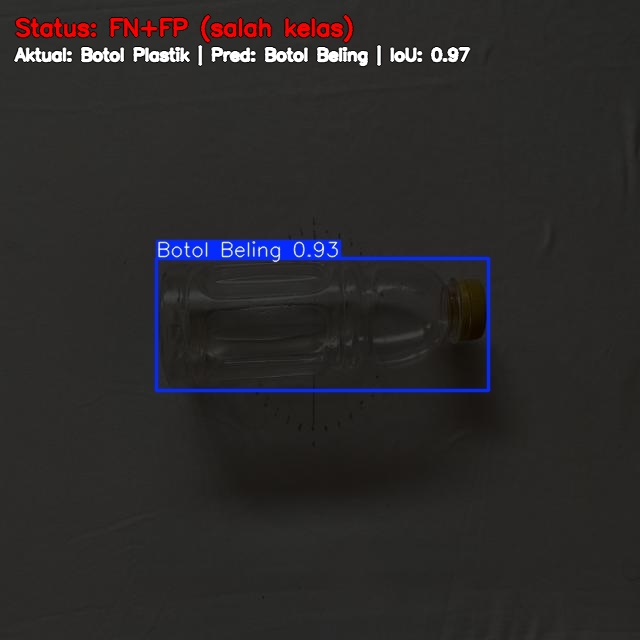 Status: FN+FP (salah kelas)
Aktual: Botol Plastik | Pred: Botol Beling | IoU: 0.97
Botol Beling 0.93